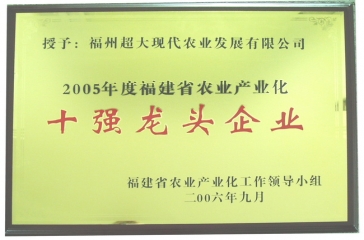 授予：福州超大现代农业发展有限公司
2005年度福建省农业产业化
十强龙头企业
福建省农业产业化工作领导小组
二00六年九月